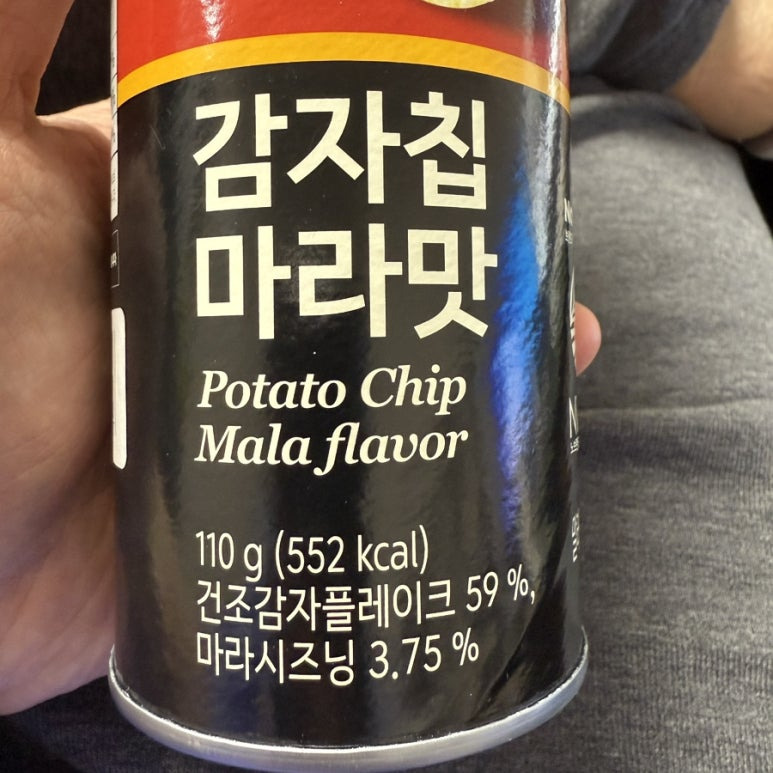 감자칩
마라맛
Potato Chip
Mala flavor
110 g (552 kcal)
건조감자플레이크 59 %,
마라시즈닝 3.75 %